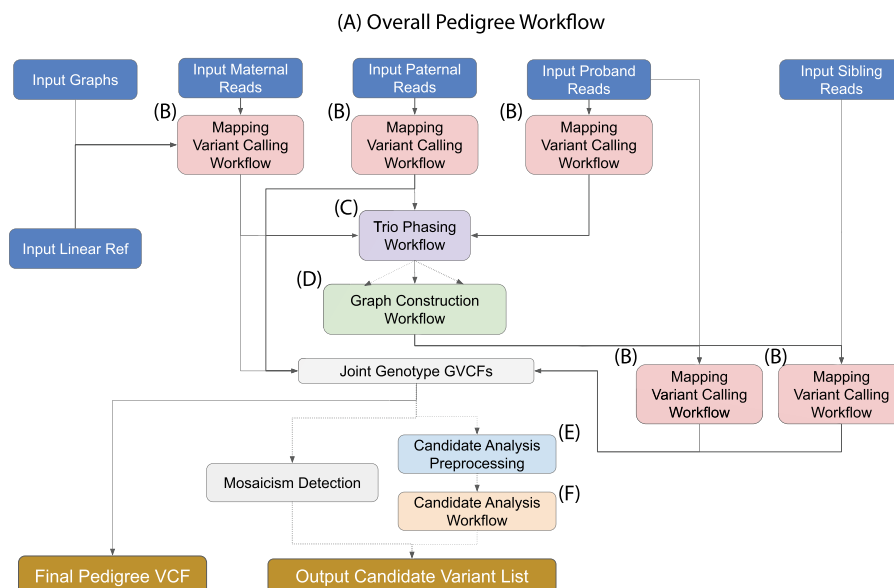 (A) Overall Pedigree Workflow
Input Graphs
Input Maternal
Reads
Input Paternal
Reads
Input Proband
Reads
Input Sibling
Reads
(B)
Mapping
Variant Calling
Workflow
(B)
Mapping
Variant Calling
Workflow
(B)
Mapping
Variant Calling
Workflow
Input Linear Ref
(C)
Trio Phasing
Workflow
(D)
Graph Construction
Workflow
Joint Genotype GVCFs
(B)
Mapping
Variant Calling
Workflow
(B)
Mapping
Variant Calling
Workflow
Mosaicism Detection
(E)
Candidate Analysis
Preprocessing
(F)
Candidate Analysis
Workflow
Final Pedigree VCF
Output Candidate Variant List